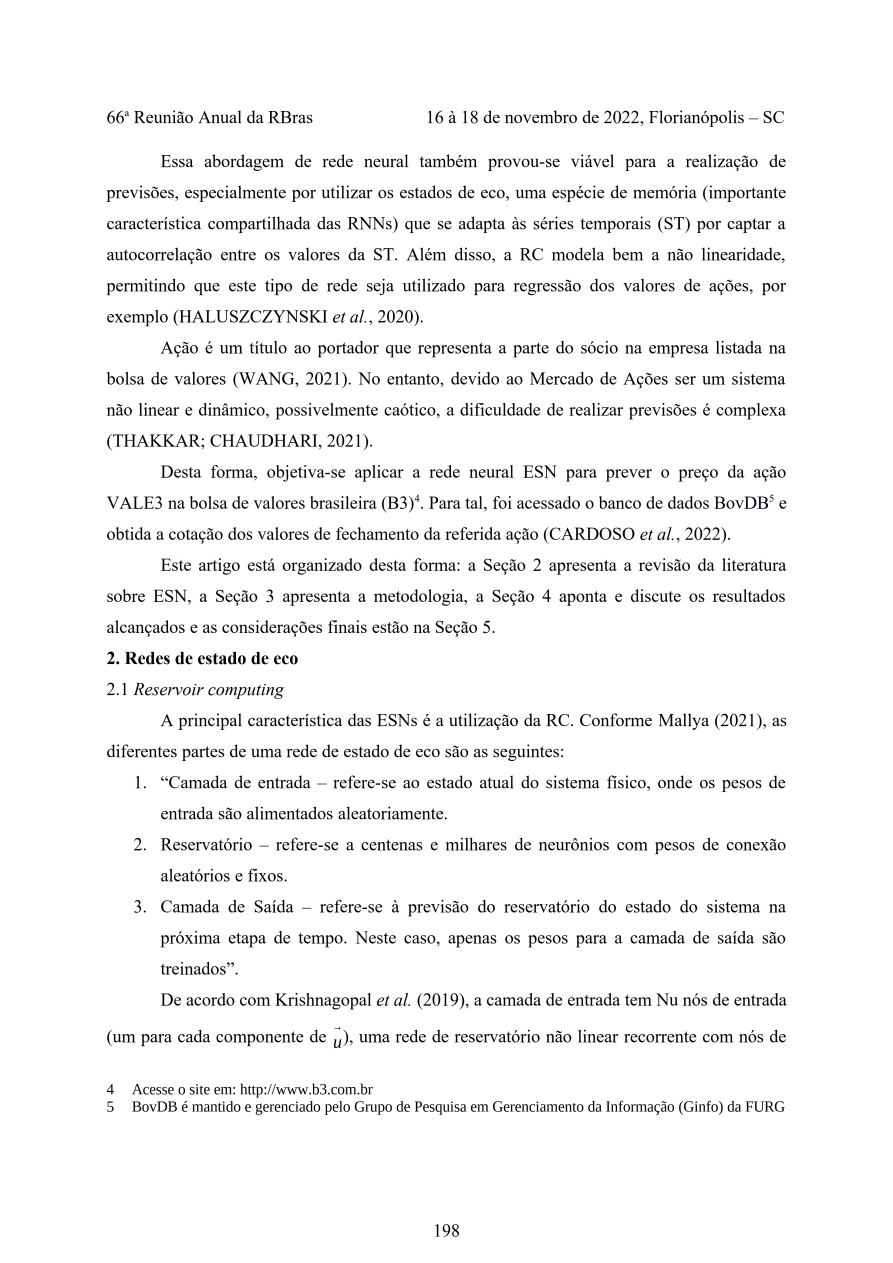 66ª Reunião Anual da RBras 16 à 18 de novembro de 2022, Florianópolis – SC
Essa abordagem de rede neural também provou-se viável para a realização de
previsões, especialmente por utilizar os estados de eco, uma espécie de memória (importante
característica compartilhada das RNNs) que se adapta às séries temporais (ST) por captar a
autocorrelação entre os valores da ST. Além disso, a RC modela bem a não linearidade,
permitindo que este tipo de rede seja utilizado para regressão dos valores de ações, por
exemplo (HALUSZCZYNSKI et al., 2020).
Ação é um título ao portador que representa a parte do sócio na empresa listada na
bolsa de valores (WANG, 2021). No entanto, devido ao Mercado de Ações ser um sistema
não linear e dinâmico, possivelmente caótico, a dificuldade de realizar previsões é complexa
(THAKKAR; CHAUDHARI, 2021).
Desta forma, objetiva-se aplicar a rede neural ESN para prever o preço da ação
VALE3 na bolsa de valores brasileira (B3)⁴. Para tal, foi acessado o banco de dados BovDB⁵ e
obtida a cotação dos valores de fechamento da referida ação (CARDOSO et al., 2022).
Este artigo está organizado desta forma: a Seção 2 apresenta a revisão da literatura
sobre ESN, a Seção 3 apresenta a metodologia, a Seção 4 aponta e discute os resultados
alcançados e as considerações finais estão na Seção 5.
2. Redes de estado de eco
2.1 Reservoir computing
A principal característica das ESNs é a utilização da RC. Conforme Mallya (2021), as
diferentes partes de uma rede de estado de eco são as seguintes:
1. “Camada de entrada – refere-se ao estado atual do sistema físico, onde os pesos de
entrada são alimentados aleatoriamente.
2. Reservatório – refere-se a centenas e milhares de neurônios com pesos de conexão
aleatórios e fixos.
3. Camada de Saída – refere-se à previsão do reservatório do estado do sistema na
próxima etapa de tempo. Neste caso, apenas os pesos para a camada de saída são
treinados”.
De acordo com Krishnagopal et al. (2019), a camada de entrada tem Nu nós de entrada
(um para cada componente de u⃗), uma rede de reservatório não linear recorrente com nós de
4 Acesse o site em: http://www.b3.com.br
5 BovDB é mantido e gerenciado pelo Grupo de Pesquisa em Gerenciamento da Informação (Ginfo) da FURG
198